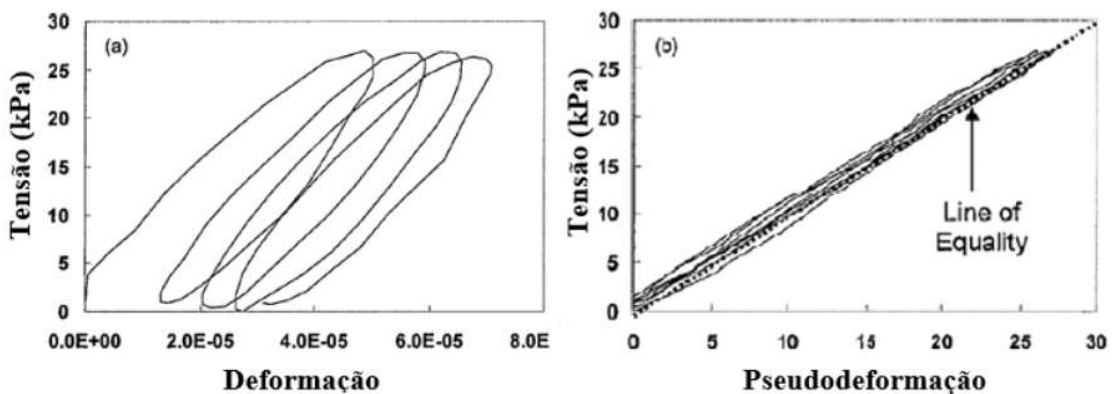 (a)
Tensão (kPa)
30
25
20
15
10
5
0
0.0E+00 2.0E-05 4.0E-05 6.0E-05 8.0E-05
Deformação
(b)
Tensão (kPa)
30
25
20
15
10
5
0
Line of
Equality
0 5 10 15 20 25 30
Pseudodeformação